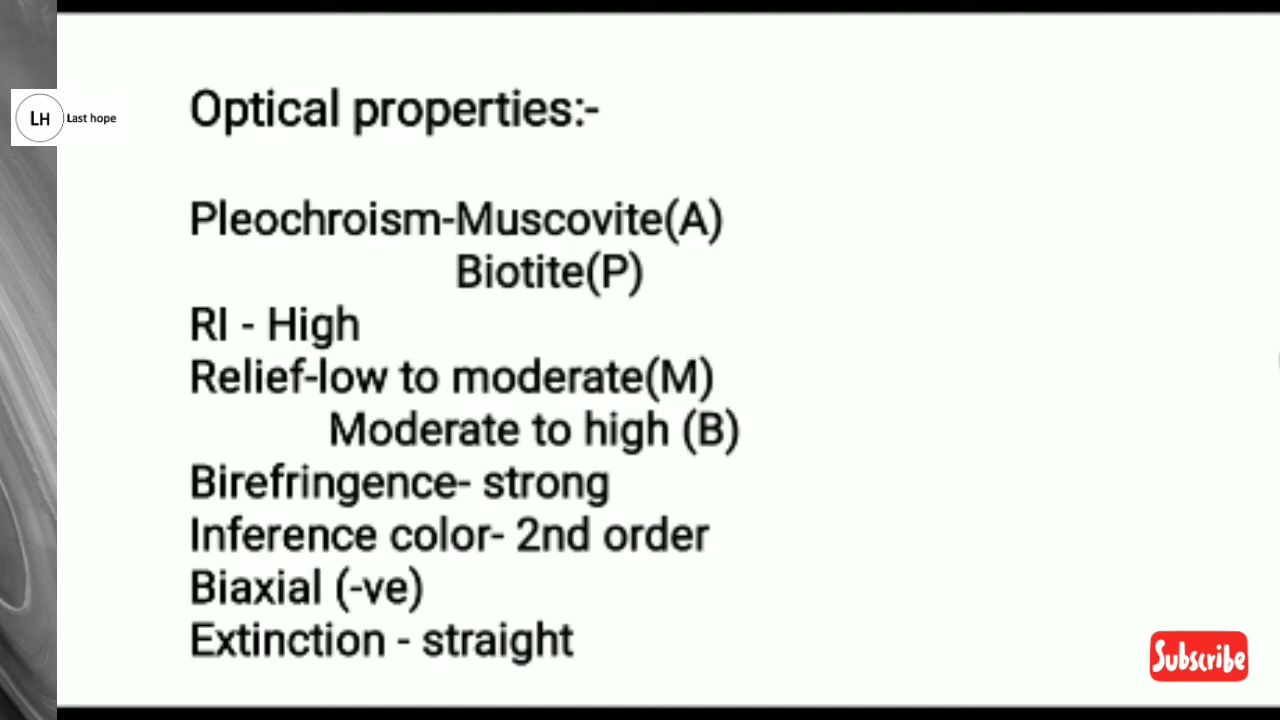 Optical properties:-
LH Last hope
Pleochroism-Muscovite(A)
Biotite(P)
RI - High
Relief-low to moderate(M)
Moderate to high (B)
Birefringence- strong
Inference color- 2nd order
Biaxial (-ve)
Extinction - straight
Subscribe